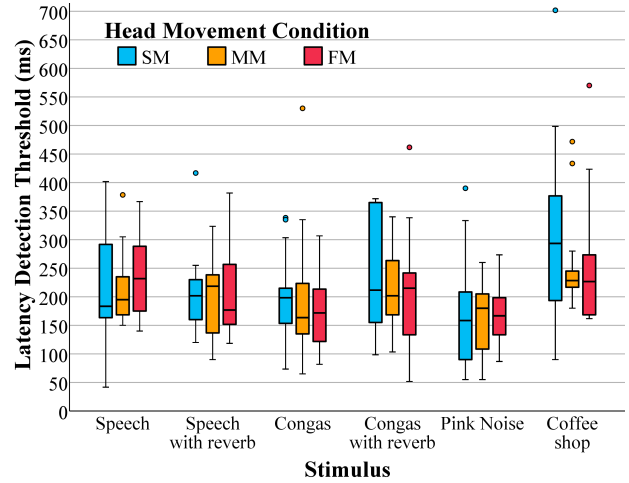 Head Movement Condition
SM MM FM
Latency Detection Threshold (ms)
700
650
600
550
500
450
400
350
300
250
200
150
100
50
0
Speech
Speech with reverb
Congas
Congas with reverb
Pink Noise
Coffee shop
Stimulus